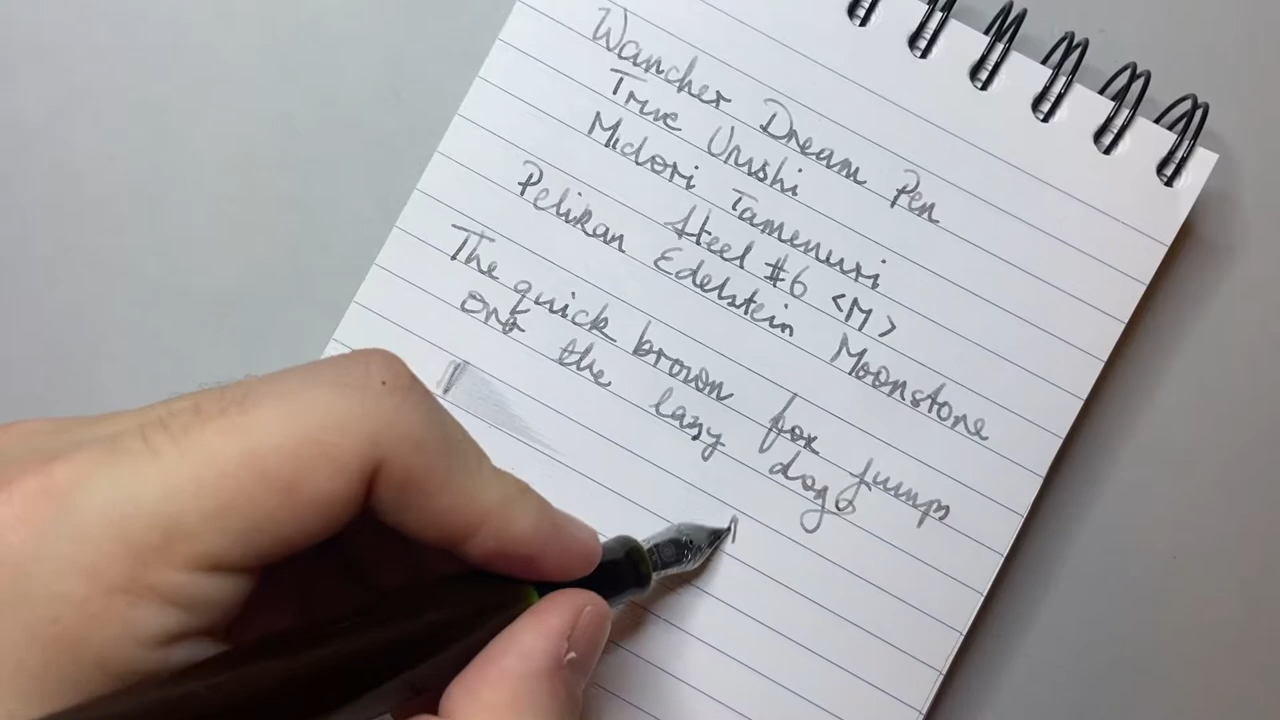 Wancher Dream Pen
True Urushi
Midori Tamenuri
Steel #6 <M>
Pelikan Edelstein Moonstone
The quick brown fox jumps
the lazy dog